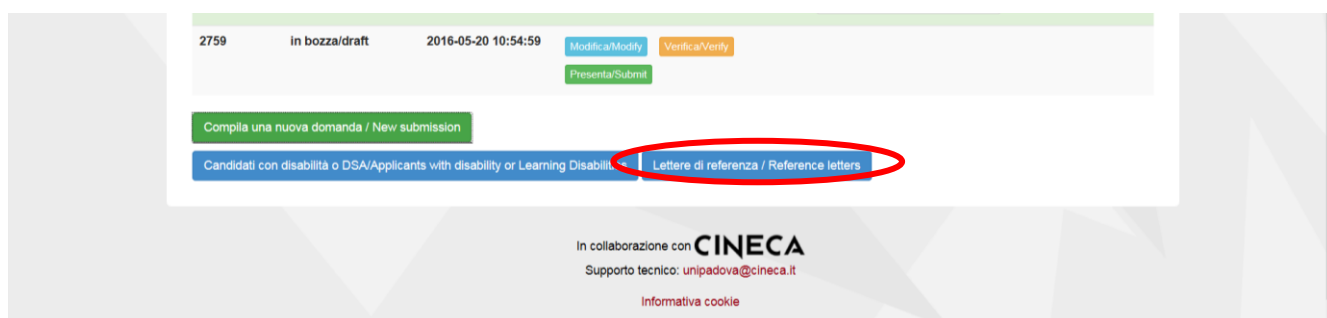 2759 in bozza/draft 2016-05-20 10:54:59 Modifica/Modify Verifica/Verify
Presenta/Submit
Compila una nuova domanda / New submission
Candidati con disabilità o DSA/Applicants with disability or Learning Disabilities Lettere di referenza / Reference letters
In collaborazione con CINECA
Supporto tecnico: unipadova@cineca.it
Informativa cookie